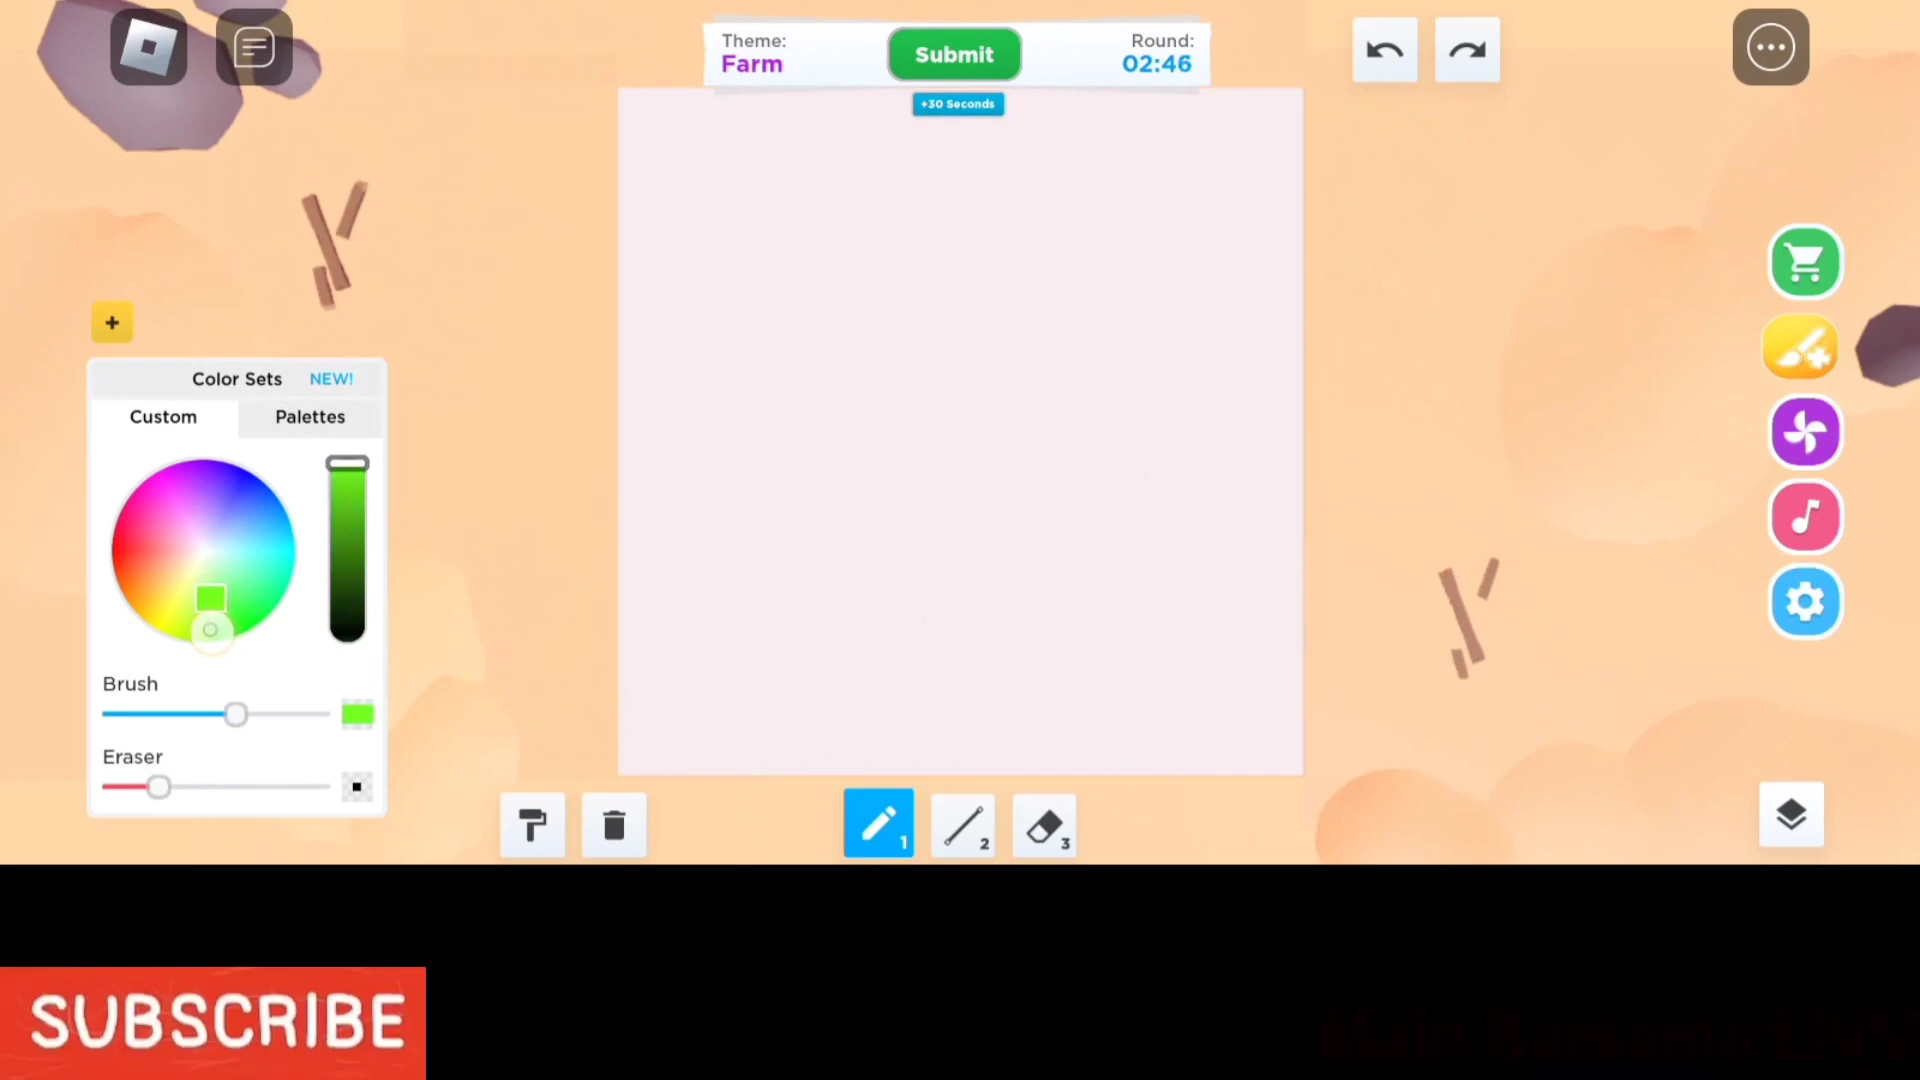 Theme:
Farm
Submit
Round:
02:46
+30 Seconds
+
Color Sets NEW!
Custom
Palettes
Brush
Eraser
1
2
3
SUBSCRIBE